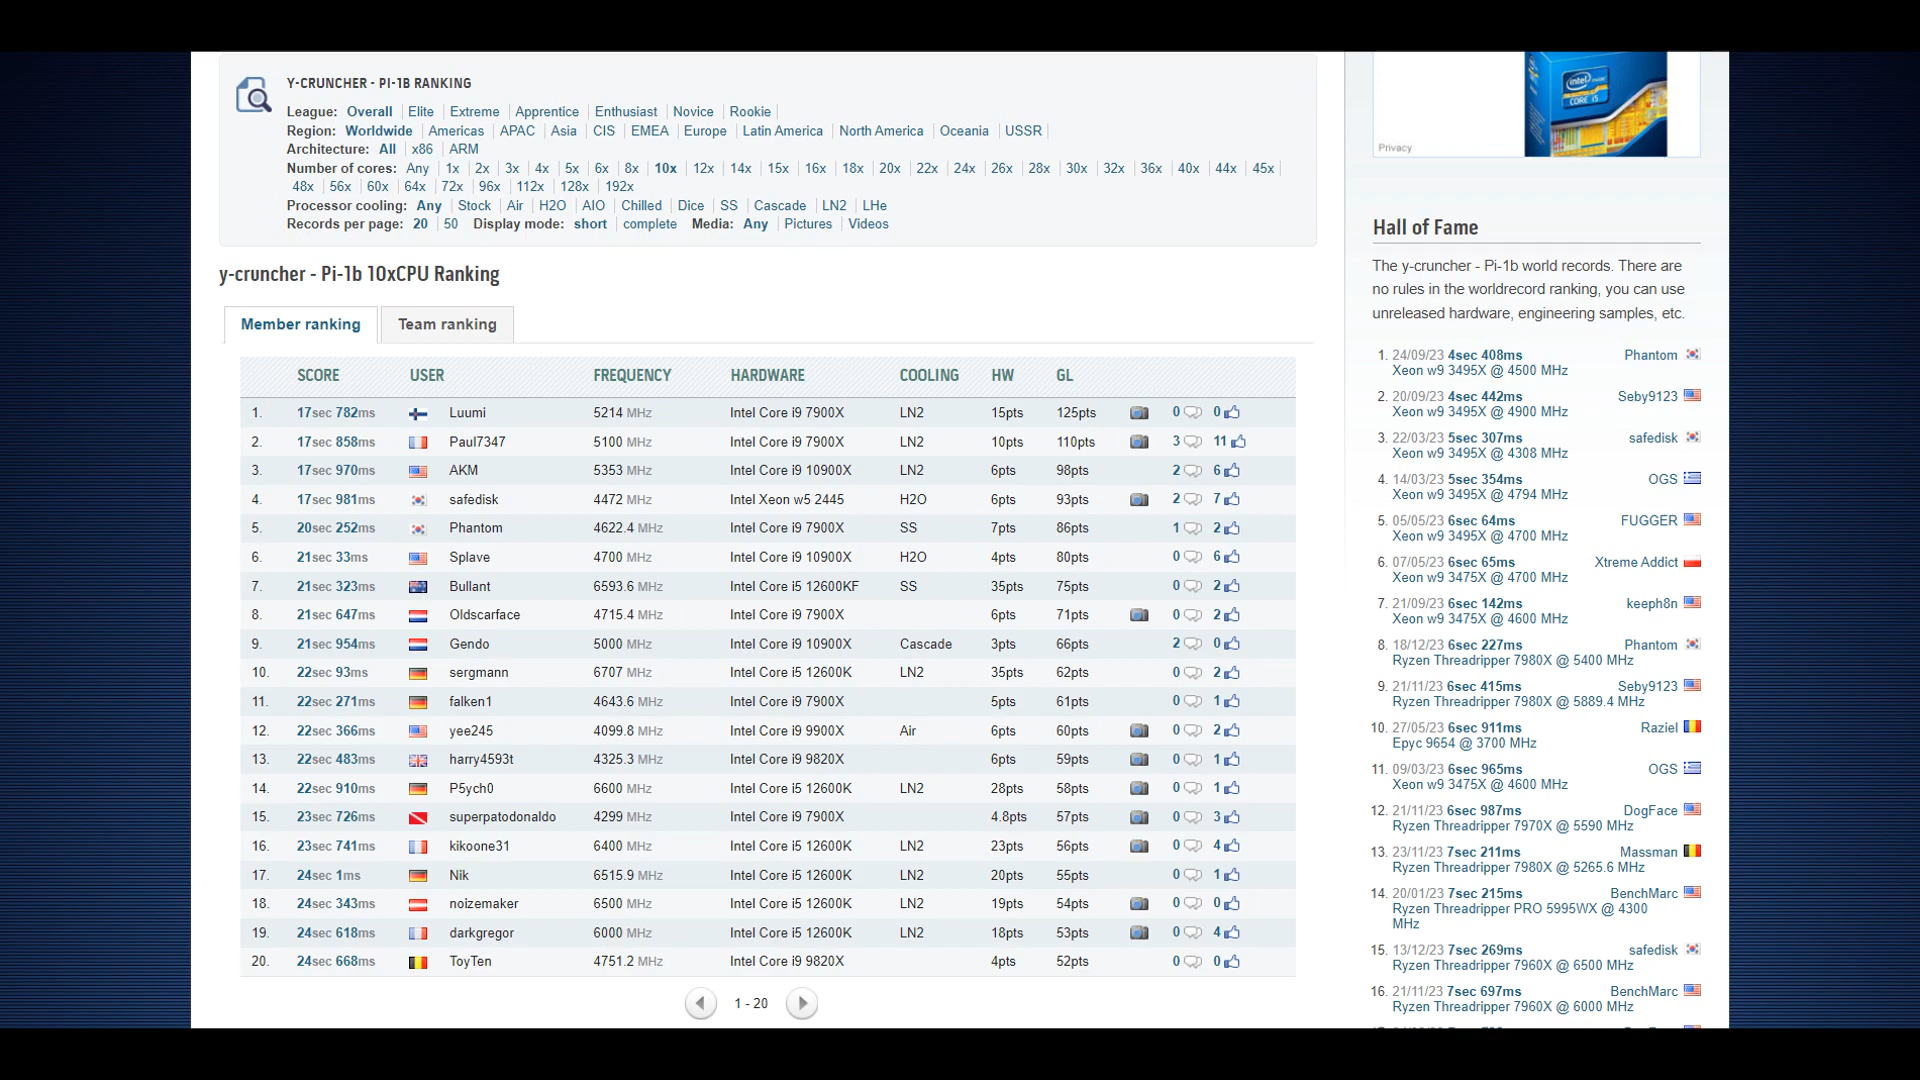 intel
CORE i5
Privacy
Y-CRUNCHER - PI-1B RANKING
League: Overall Elite Extreme Apprentice Enthusiast Novice Rookie
Region: Worldwide Americas APAC Asia CIS EMEA Europe Latin America North America Oceania USSR
Architecture: All x86 ARM
Number of cores: Any 1x 2x 3x 4x 5x 6x 8x 10x 12x 14x 15x 16x 18x 20x 22x 24x 26x 28x 30x 32x 36x 40x 44x 45x
48x 56x 60x 64x 72x 96x 112x 128x 192x
Processor cooling: Any Stock Air H2O AIO Chilled Dice SS Cascade LN2 LHe
Records per page: 20 50 Display mode: short complete Media: Any Pictures Videos
y-cruncher - Pi-1b 10xCPU Ranking
Member ranking Team ranking
SCORE USER FREQUENCY HARDWARE COOLING HW GL
1. 17sec 782ms Luumi 5214 MHz Intel Core i9 7900X LN2 15pts 125pts 0 0
2. 17sec 858ms Paul7347 5100 MHz Intel Core i9 7900X LN2 10pts 110pts 3 11
3. 17sec 970ms AKM 5353 MHz Intel Core i9 10900X LN2 6pts 98pts 2 6
4. 17sec 981ms safedisk 4472 MHz Intel Xeon w5 2445 H2O 6pts 93pts 2 7
5. 20sec 252ms Phantom 4622.4 MHz Intel Core i9 7900X SS 7pts 86pts 1 2
6. 21sec 33ms Splave 4700 MHz Intel Core i9 10900X H2O 4pts 80pts 0 6
7. 21sec 323ms Bullant 6593.6 MHz Intel Core i5 12600KF SS 35pts 75pts 0 2
8. 21sec 647ms Oldscarface 4715.4 MHz Intel Core i9 7900X 6pts 71pts 0 2
9. 21sec 954ms Gendo 5000 MHz Intel Core i9 10900X Cascade 3pts 66pts 2 0
10. 22sec 93ms sergmann 6707 MHz Intel Core i5 12600K LN2 35pts 62pts 0 2
11. 22sec 271ms falken1 4643.6 MHz Intel Core i9 7900X 5pts 61pts 0 1
12. 22sec 366ms yee245 4099.8 MHz Intel Core i9 9900X Air 6pts 60pts 0 2
13. 22sec 483ms harry4593t 4325.3 MHz Intel Core i9 9820X 6pts 59pts 0 1
14. 22sec 910ms P5ych0 6600 MHz Intel Core i5 12600K LN2 28pts 58pts 0 1
15. 23sec 726ms superpatodonaldo 4299 MHz Intel Core i9 7900X 4.8pts 57pts 0 3
16. 23sec 741ms kikoone31 6400 MHz Intel Core i5 12600K LN2 23pts 56pts 0 4
17. 24sec 1ms Nik 6515.9 MHz Intel Core i5 12600K LN2 20pts 55pts 0 1
18. 24sec 343ms noizemaker 6500 MHz Intel Core i5 12600K LN2 19pts 54pts 0 0
19. 24sec 618ms darkgregor 6000 MHz Intel Core i5 12600K LN2 18pts 53pts 0 4
20. 24sec 668ms ToyTen 4751.2 MHz Intel Core i9 9820X 4pts 52pts 0 0
1 - 20
Hall of Fame
The y-cruncher - Pi-1b world records. There are
no rules in the worldrecord ranking, you can use
unreleased hardware, engineering samples, etc.
1. 24/09/23 4sec 408ms Phantom
Xeon w9 3495X @ 4500 MHz
2. 20/09/23 4sec 442ms Seby9123
Xeon w9 3495X @ 4900 MHz
3. 22/03/23 5sec 307ms safedisk
Xeon w9 3495X @ 4308 MHz
4. 14/03/23 5sec 354ms OGS
Xeon w9 3495X @ 4794 MHz
5. 05/05/23 6sec 64ms FUGGER
Xeon w9 3495X @ 4700 MHz
6. 07/05/23 6sec 65ms Xtreme Addict
Xeon w9 3475X @ 4700 MHz
7. 21/09/23 6sec 142ms keeph8n
Xeon w9 3475X @ 4600 MHz
8. 18/12/23 6sec 227ms Phantom
Ryzen Threadripper 7980X @ 5400 MHz
9. 21/11/23 6sec 415ms Seby9123
Ryzen Threadripper 7980X @ 5889.4 MHz
10. 27/05/23 6sec 911ms Raziel
Epyc 9654 @ 3700 MHz
11. 09/03/23 6sec 965ms OGS
Xeon w9 3475X @ 4600 MHz
12. 21/11/23 6sec 987ms DogFace
Ryzen Threadripper 7970X @ 5590 MHz
13. 23/11/23 7sec 211ms Massman
Ryzen Threadripper 7980X @ 5265.6 MHz
14. 20/01/23 7sec 215ms BenchMarc
Ryzen Threadripper PRO 5995WX @ 4300
MHz
15. 13/12/23 7sec 269ms safedisk
Ryzen Threadripper 7960X @ 6500 MHz
16. 21/11/23 7sec 697ms BenchMarc
Ryzen Threadripper 7960X @ 6000 MHz